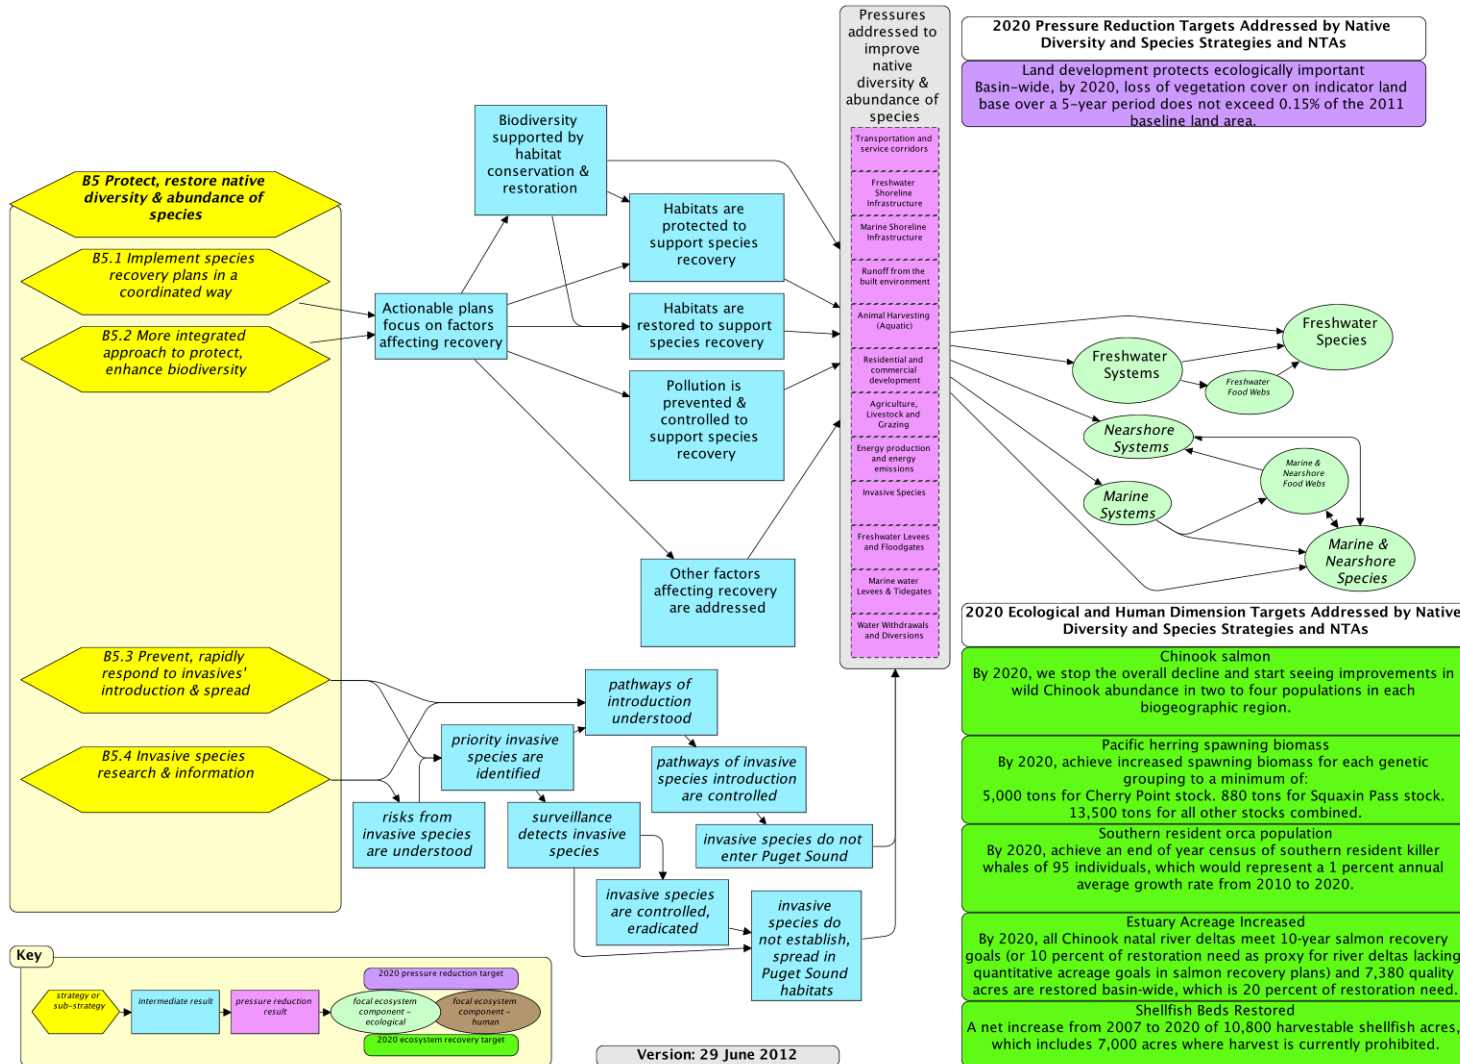 B5 Protect, restore native
diversity & abundance of
species
B5.1 Implement species
recovery plans in a
coordinated way
B5.2 More integrated
approach to protect,
enhance biodiversity
B5.3 Prevent, rapidly
respond to invasives'
introduction & spread
B5.4 Invasive species
research & information
Actionable plans
focus on factors
affecting recovery
Biodiversity
supported by
habitat
conservation &
restoration
Habitats are
protected to
support species
recovery
Habitats are
restored to support
species recovery
Pollution is
prevented &
controlled to
support species
recovery
Other factors
affecting recovery
are addressed
risks from
invasive species
are understood
priority invasive
species are
identified
pathways of
introduction
understood
pathways of invasive
species introduction
are controlled
surveillance
detects invasive
species
invasive species do not
enter Puget Sound
invasive species
are controlled,
eradicated
invasive
species do
not establish,
spread in
Puget Sound
habitats
Pressures
addressed to
improve
native
diversity &
abundance of
species
Transportation and
service corridors
Freshwater
Shoreline
Infrastructure
Marine Shoreline
Infrastructure
Runoff from the
built environment
Animal Harvesting
(Aquatic)
Residential and
commercial
development
Agriculture,
Livestock and
Grazing
Energy production
and energy
emissions
Invasive Species
Freshwater Levees
and Floodgates
Marine water
Levees & Tidegates
Water Withdrawals
and Diversions
2020 Pressure Reduction Targets Addressed by Native
Diversity and Species Strategies and NTAs
Land development protects ecologically important
Basin-wide, by 2020, loss of vegetation cover on indicator land
base over a 5-year period does not exceed 0.15% of the 2011
baseline land area.
Freshwater
Species
Freshwater
Systems
Freshwater
Food Webs
Nearshore
Systems
Marine &
Nearshore
Food Webs
Marine
Systems
Marine &
Nearshore
Species
2020 Ecological and Human Dimension Targets Addressed by Native
Diversity and Species Strategies and NTAs
Chinook salmon
By 2020, we stop the overall decline and start seeing improvements in
wild Chinook abundance in two to four populations in each
biogeographic region.
Pacific herring spawning biomass
By 2020, achieve increased spawning biomass for each genetic
grouping to a minimum of:
5,000 tons for Cherry Point stock. 880 tons for Squaxin Pass stock.
13,500 tons for all other stocks combined.
Southern resident orca population
By 2020, achieve an end of year census of southern resident killer
whales of 95 individuals, which would represent a 1 percent annual
average growth rate from 2010 to 2020.
Estuary Acreage Increased
By 2020, all Chinook natal river deltas meet 10-year salmon recovery
goals (or 10 percent of restoration need as proxy for river deltas lacking
quantitative acreage goals in salmon recovery plans) and 7,380 quality
acres are restored basin-wide, which is 20 percent of restoration need.
Shellfish Beds Restored
A net increase from 2007 to 2020 of 10,800 harvestable shellfish acres,
which includes 7,000 acres where harvest is currently prohibited.
Key
strategy or
sub-strategy
intermediate result
pressure reduction
result
2020 pressure reduction target
focal ecosystem
component -
ecological
focal ecosystem
component -
human
2020 ecosystem recovery target
Version: 29 June 2012